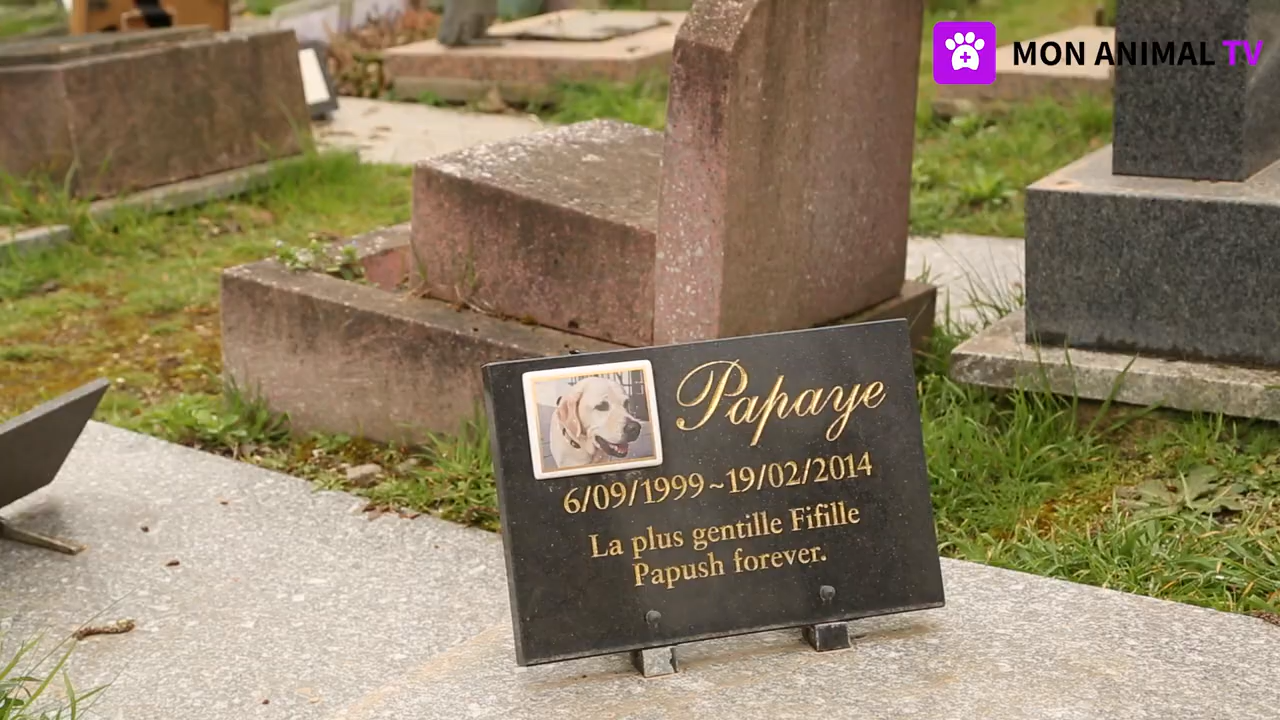 MON ANIMAL TV
Papaye
6/09/1999~19/02/2014
La plus gentille Fifille
Papush forever.